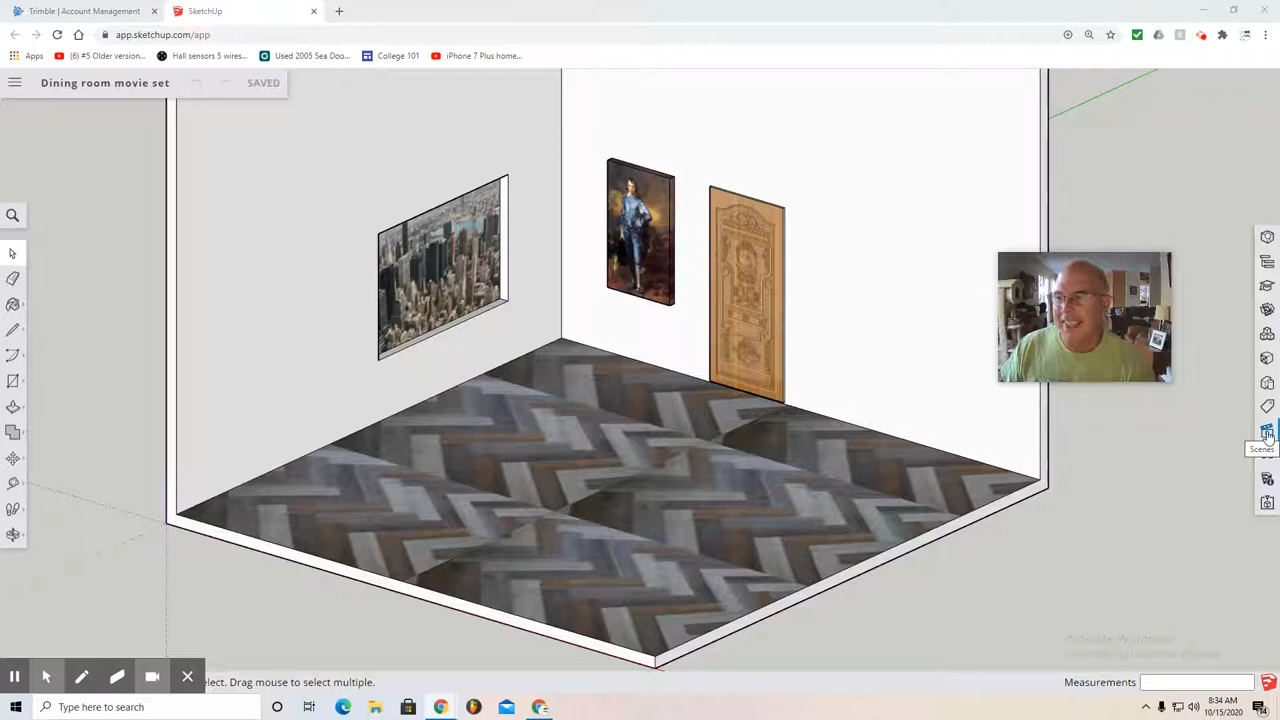 Trimble | Account Management
SketchUp
app.sketchup.com/app
Apps
(6) #5 Older version...
Hall sensors 5 wires...
Used 2005 Sea Doo...
College 101
iPhone 7 Plus home...
Dining room movie set
SAVED
Scenes
Activate Windows
elect. Drag mouse to select multiple.
Measurements
Type here to search
8:34 AM
10/15/2020